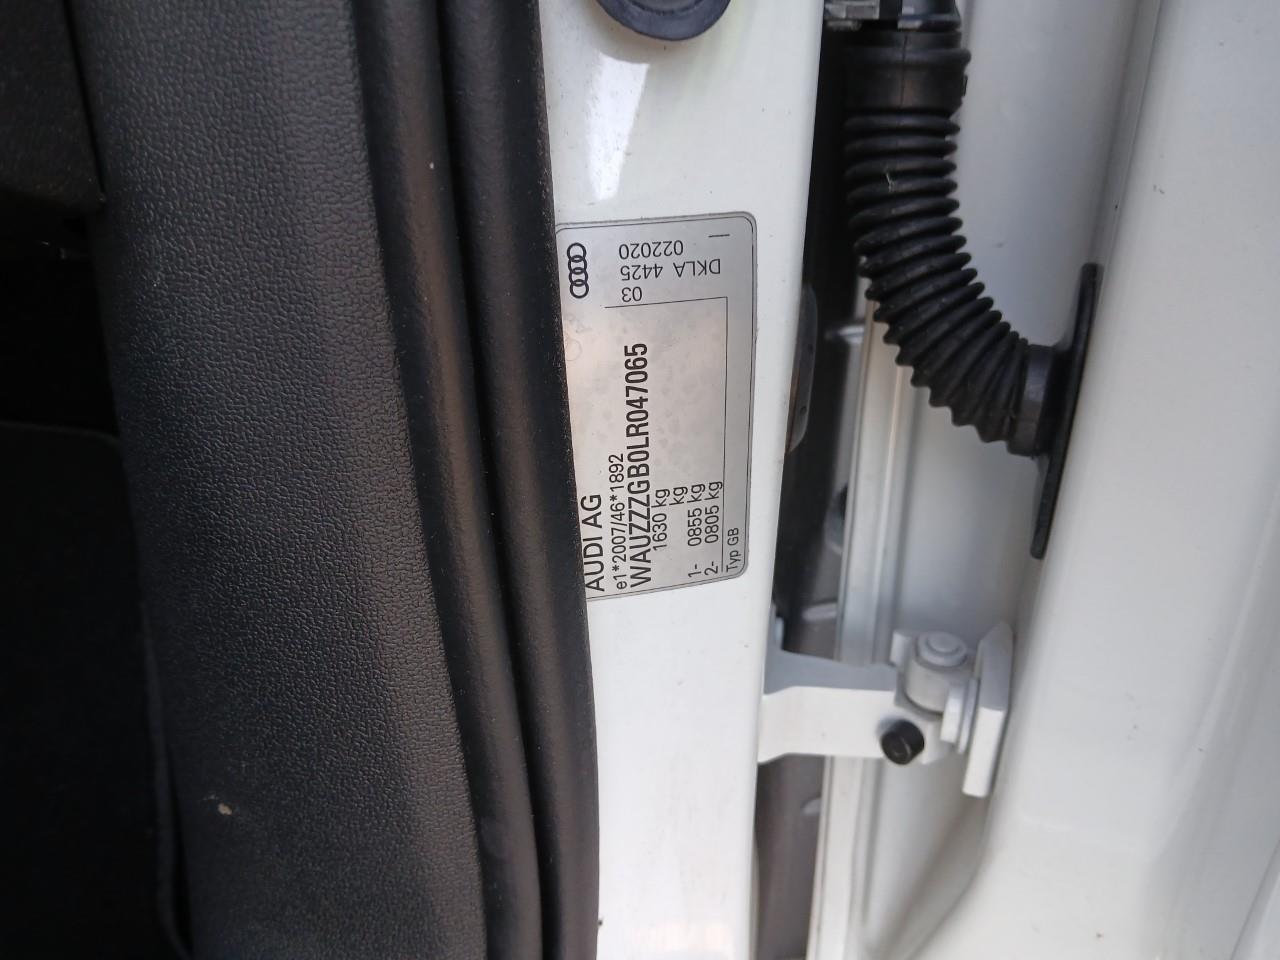 AUDI AG
e1*2007/46*1892
WAUZZZGB0LR047065
1630 kg
kg
1- 0855 kg
2- 0805 kg
Typ GB
03
4425
022020
DKLA